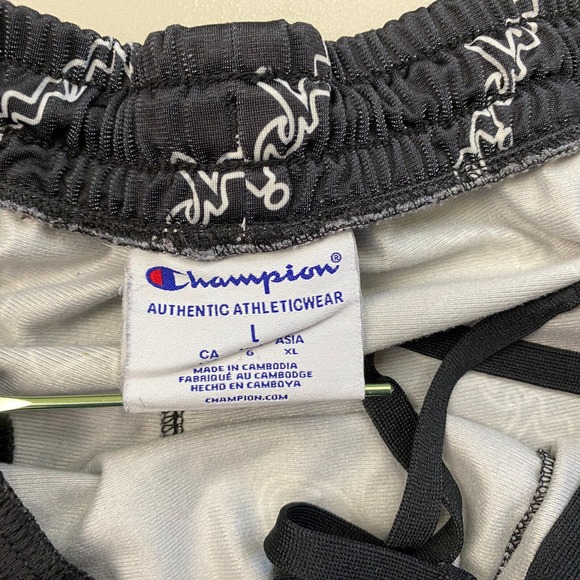 Champion®
AUTHENTIC ATHLETICWEAR
L
CA G ASIA XL
MADE IN CAMBODIA
FABRIQUÉ AU CAMBODGE
HECHO EN CAMBOYA
CHAMPION.COM